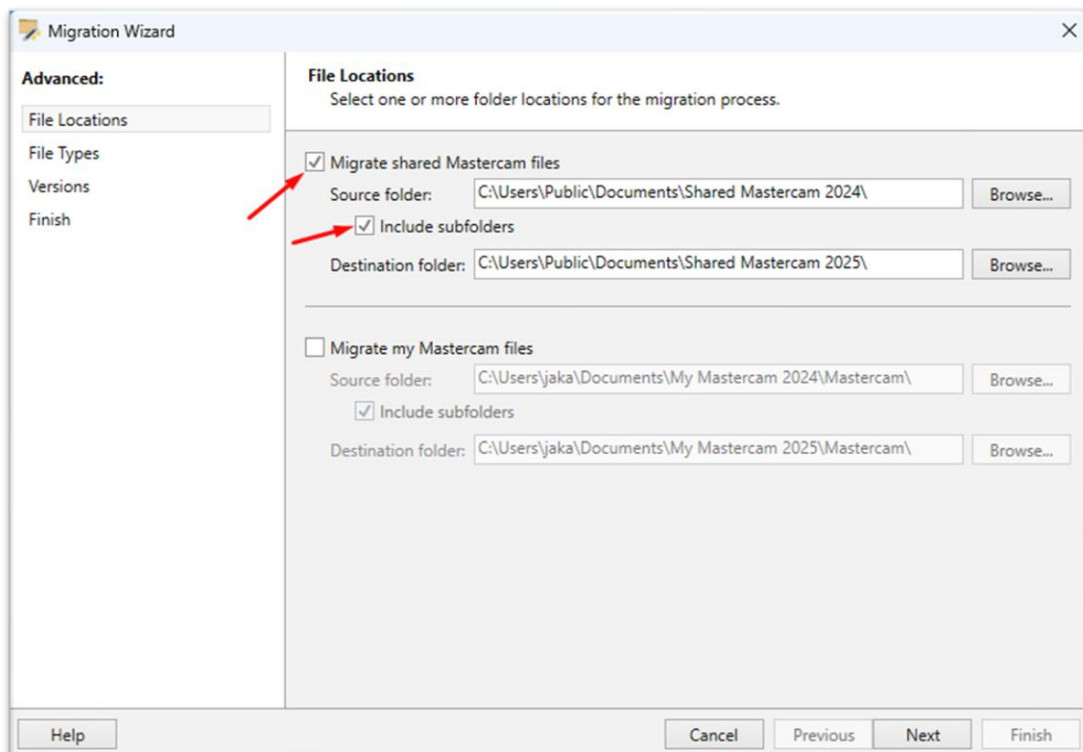 Migration Wizard
Advanced:
File Locations
File Types
Versions
Finish
File Locations
Select one or more folder locations for the migration process.
Migrate shared Mastercam files
Source folder: C:\Users\Public\Documents\Shared Mastercam 2024\ Browse...
Include subfolders
Destination folder: C:\Users\Public\Documents\Shared Mastercam 2025\ Browse...
Migrate my Mastercam files
Source folder: C:\Users\jaka\Documents\My Mastercam 2024\Mastercam\ Browse...
Include subfolders
Destination folder: C:\Users\jaka\Documents\My Mastercam 2025\Mastercam\ Browse...
Help Cancel Previous Next Finish